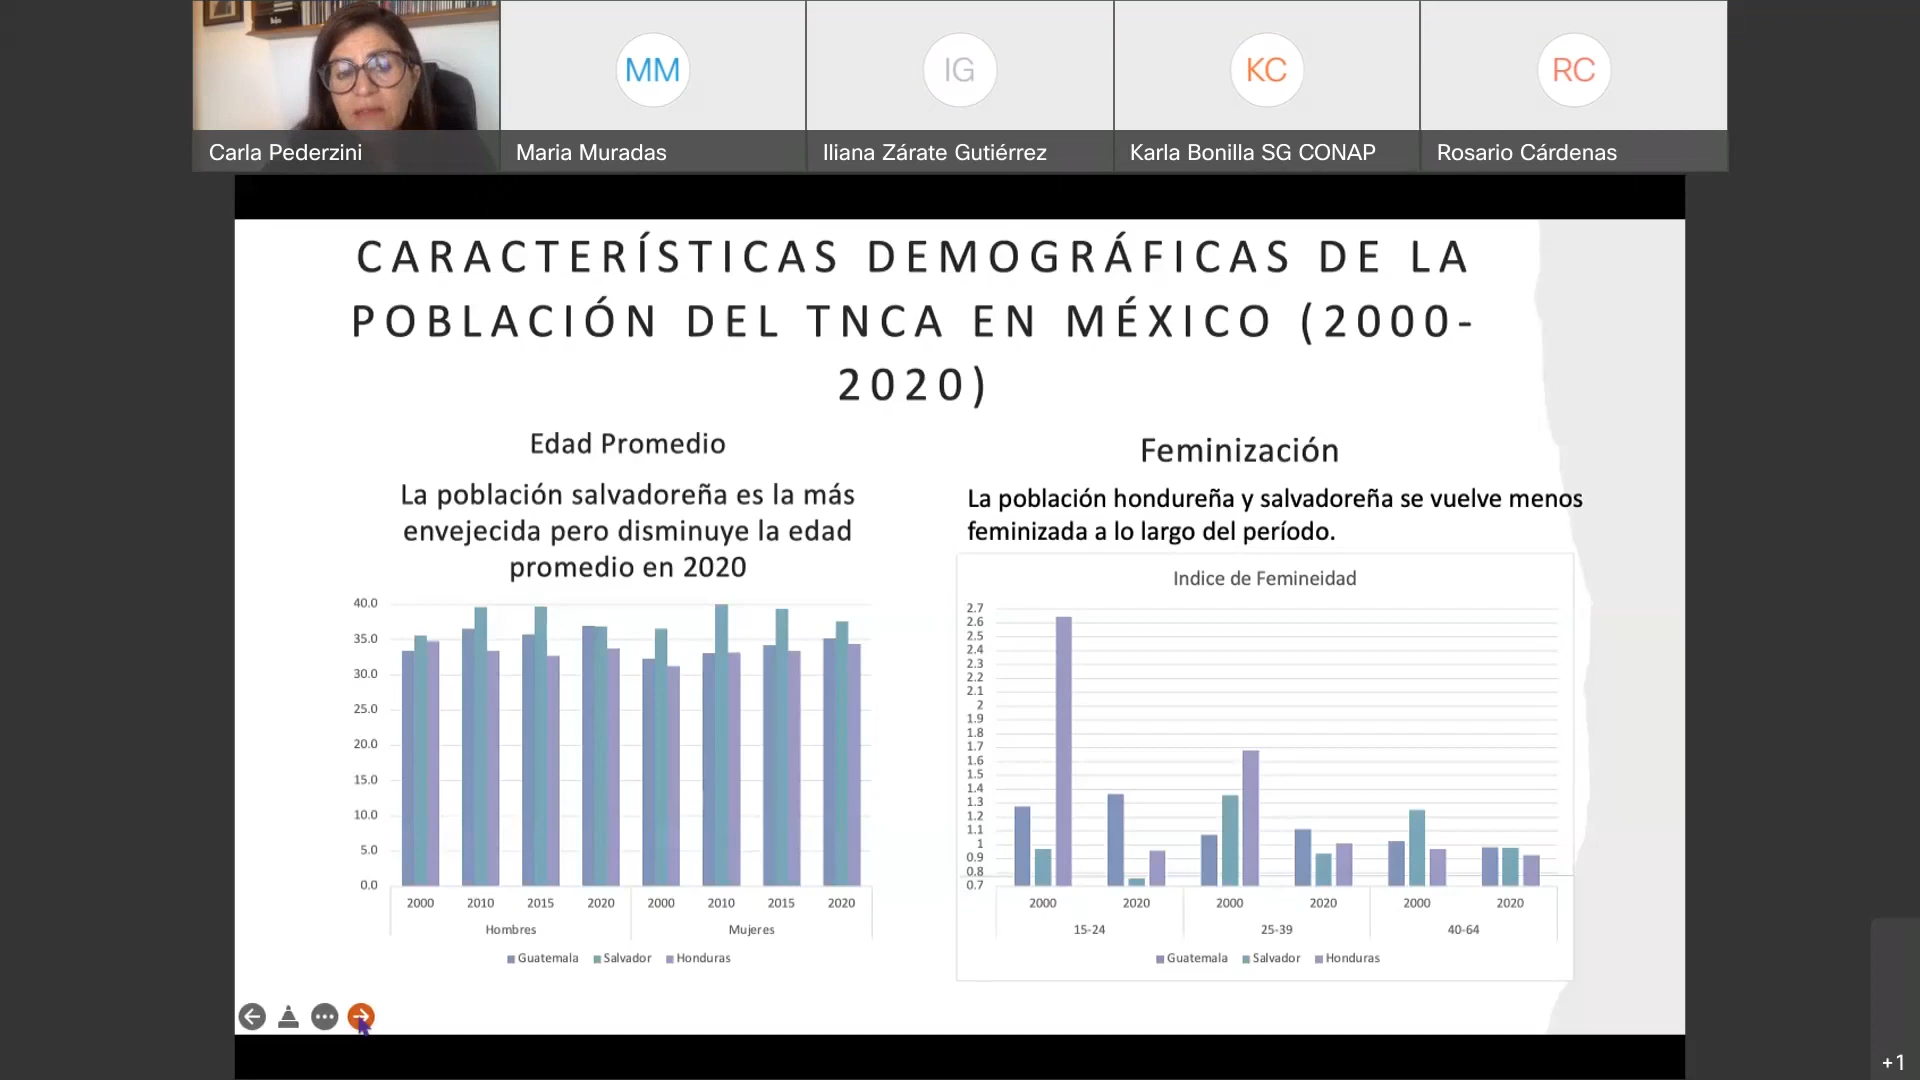 MM
IG
KC
RC
Carla Pederzini
Maria Muradas
Iliana Zárate Gutiérrez
Karla Bonilla SG CONAP
Rosario Cárdenas
CARACTERÍSTICAS DEMOGRÁFICAS DE LA
POBLACIÓN DEL TNCA EN MÉXICO (2000-
2020)
Edad Promedio
La población salvadoreña es la más
envejecida pero disminuye la edad
promedio en 2020
40.0
35.0
30.0
25.0
20.0
15.0
10.0
5.0
0.0
2000 2010 2015 2020 2000 2010 2015 2020
Hombres Mujeres
Guatemala Salvador Honduras
Feminización
La población hondureña y salvadoreña se vuelve menos
feminizada a lo largo del período.
Indice de Femineidad
2.7
2.6
2.5
2.4
2.3
2.2
2.1
2
1.9
1.8
1.7
1.6
1.5
1.4
1.3
1.2
1.1
1
0.9
0.8
0.7
2000 2020 2000 2020 2000 2020
15-24 25-39 40-64
Guatemala Salvador Honduras
+1